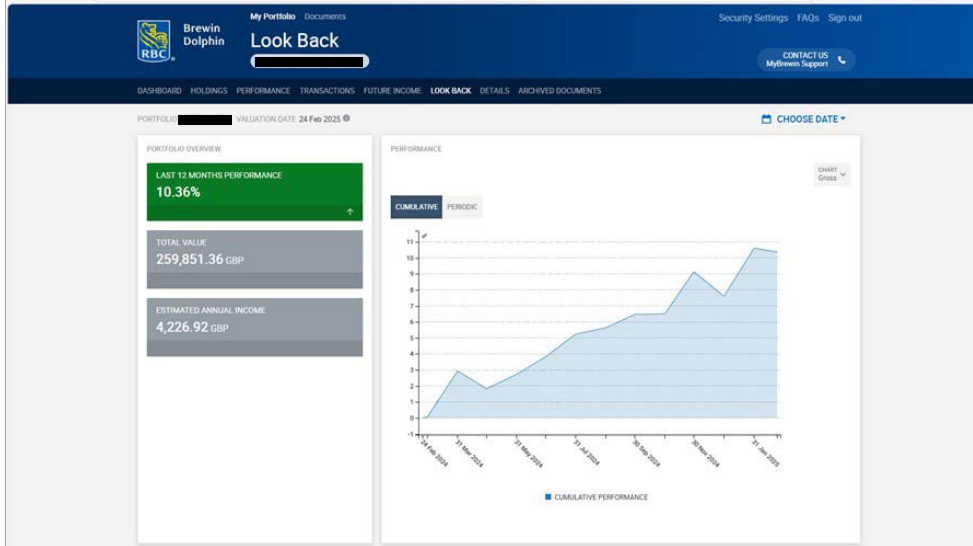 My Portfolio Documents
Security Settings FAQs Sign out
RBC
Brewin
Dolphin
Look Back
CONTACT US
MyBrewin Support
DASHBOARD HOLDINGS PERFORMANCE TRANSACTIONS FUTURE INCOME LOOK BACK DETAILS ARCHIVED DOCUMENTS
PORTFOLIO VALUATION DATE 24 Feb 2025
CHOOSE DATE
PORTFOLIO OVERVIEW
LAST 12 MONTHS PERFORMANCE
10.36%
TOTAL VALUE
259,851.36 GBP
ESTIMATED ANNUAL INCOME
4,226.92 GBP
PERFORMANCE
CHART
Gross
CUMULATIVE PERIODIC
%
11
10
9
8
7
6
5
4
3
2
1
0
-1
24 Feb 2024
31 Mar 2024
31 May 2024
31 Jul 2024
30 Sep 2024
30 Nov 2024
31 Jan 2025
CUMULATIVE PERFORMANCE